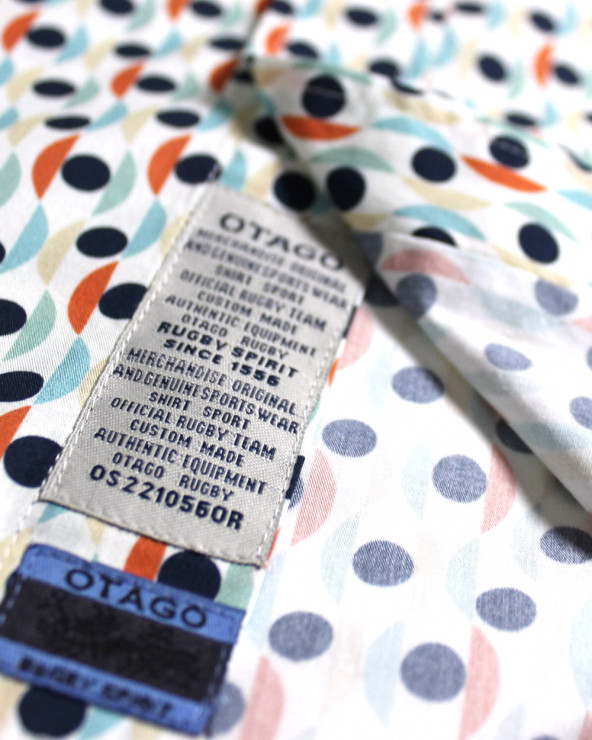 OTAGO
MERCHANDISE ORIGINAL
AND GENUINE SPORTS WEAR
SHIRT SPORT
OFFICIAL RUGBY TEAM
CUSTOM MADE
AUTHENTIC EQUIPMENT
OTAGO RUGBY
RUGBY SPIRIT
SINCE 1556
MERCHANDISE ORIGINAL
AND GENUINE SPORTS WEAR
SHIRT SPORT
OFFICIAL RUGBY TEAM
CUSTOM MADE
AUTHENTIC EQUIPMENT
OTAGO RUGBY
OS2210560R
OTAGO
RUGBY SPIRIT